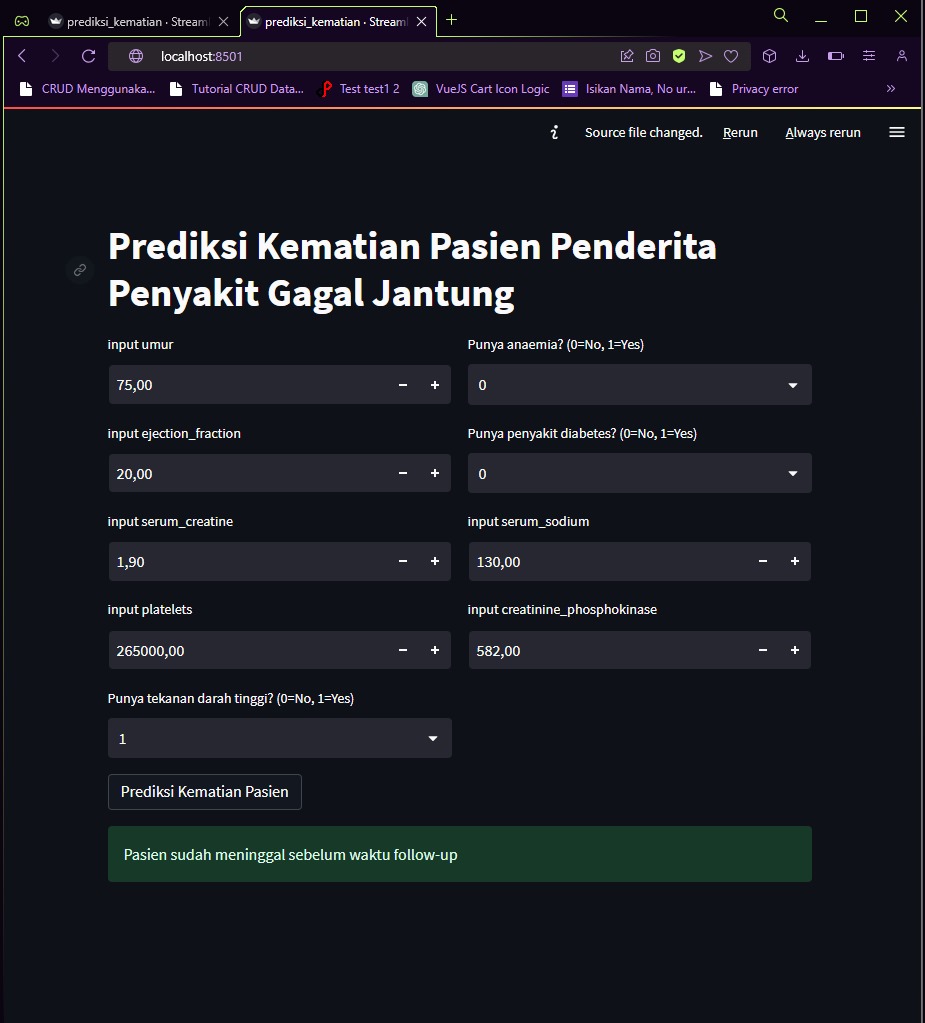 prediksi_kematian · Streaml
prediksi_kematian · Streaml
localhost:8501
CRUD Menggunaka...
Tutorial CRUD Data...
Test test1 2
VueJS Cart Icon Logic
Isikan Nama, No ur...
Privacy error
Source file changed.
Rerun
Always rerun
Prediksi Kematian Pasien Penderita
Penyakit Gagal Jantung
input umur
Punya anaemia? (0=No, 1=Yes)
75,00
0
input ejection_fraction
Punya penyakit diabetes? (0=No, 1=Yes)
20,00
0
input serum_creatine
input serum_sodium
1,90
130,00
input platelets
input creatinine_phosphokinase
265000,00
582,00
Punya tekanan darah tinggi? (0=No, 1=Yes)
1
Prediksi Kematian Pasien
Pasien sudah meninggal sebelum waktu follow-up